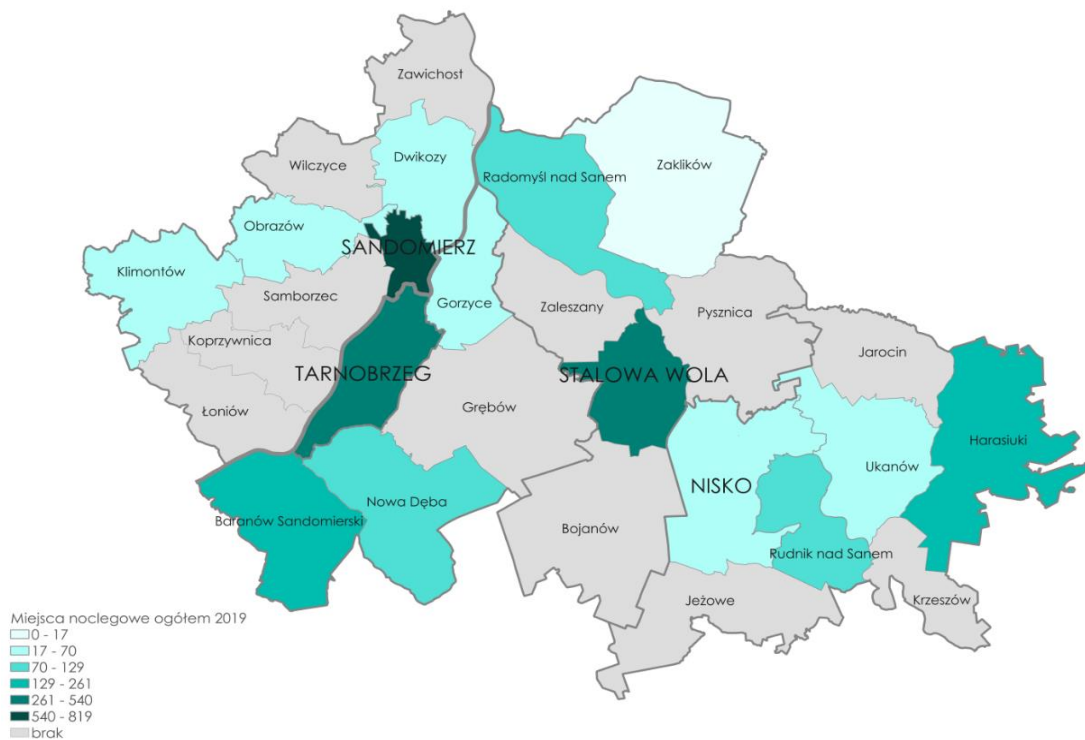 Zawichost
Dwikozy
Wilczyce
Radomyśl nad Sanem
Zaklików
Obrazów
SANDOMIERZ
Klimontów
Samborzec
Gorzyce
Zaleszany
Pysznica
Koprzywnica
Jarocin
TARNOBRZEG
STALOWA WOLA
Łoniów
Grębów
Harasiuki
Ukanów
NISKO
Nowa Dęba
Baranów Sandomierski
Bojanów
Rudnik nad Sanem
Jeżowe
Krzeszów
Miejsca noclegowe ogółem 2019
0 - 17
17 - 70
70 - 129
129 - 261
261 - 540
540 - 819
brak